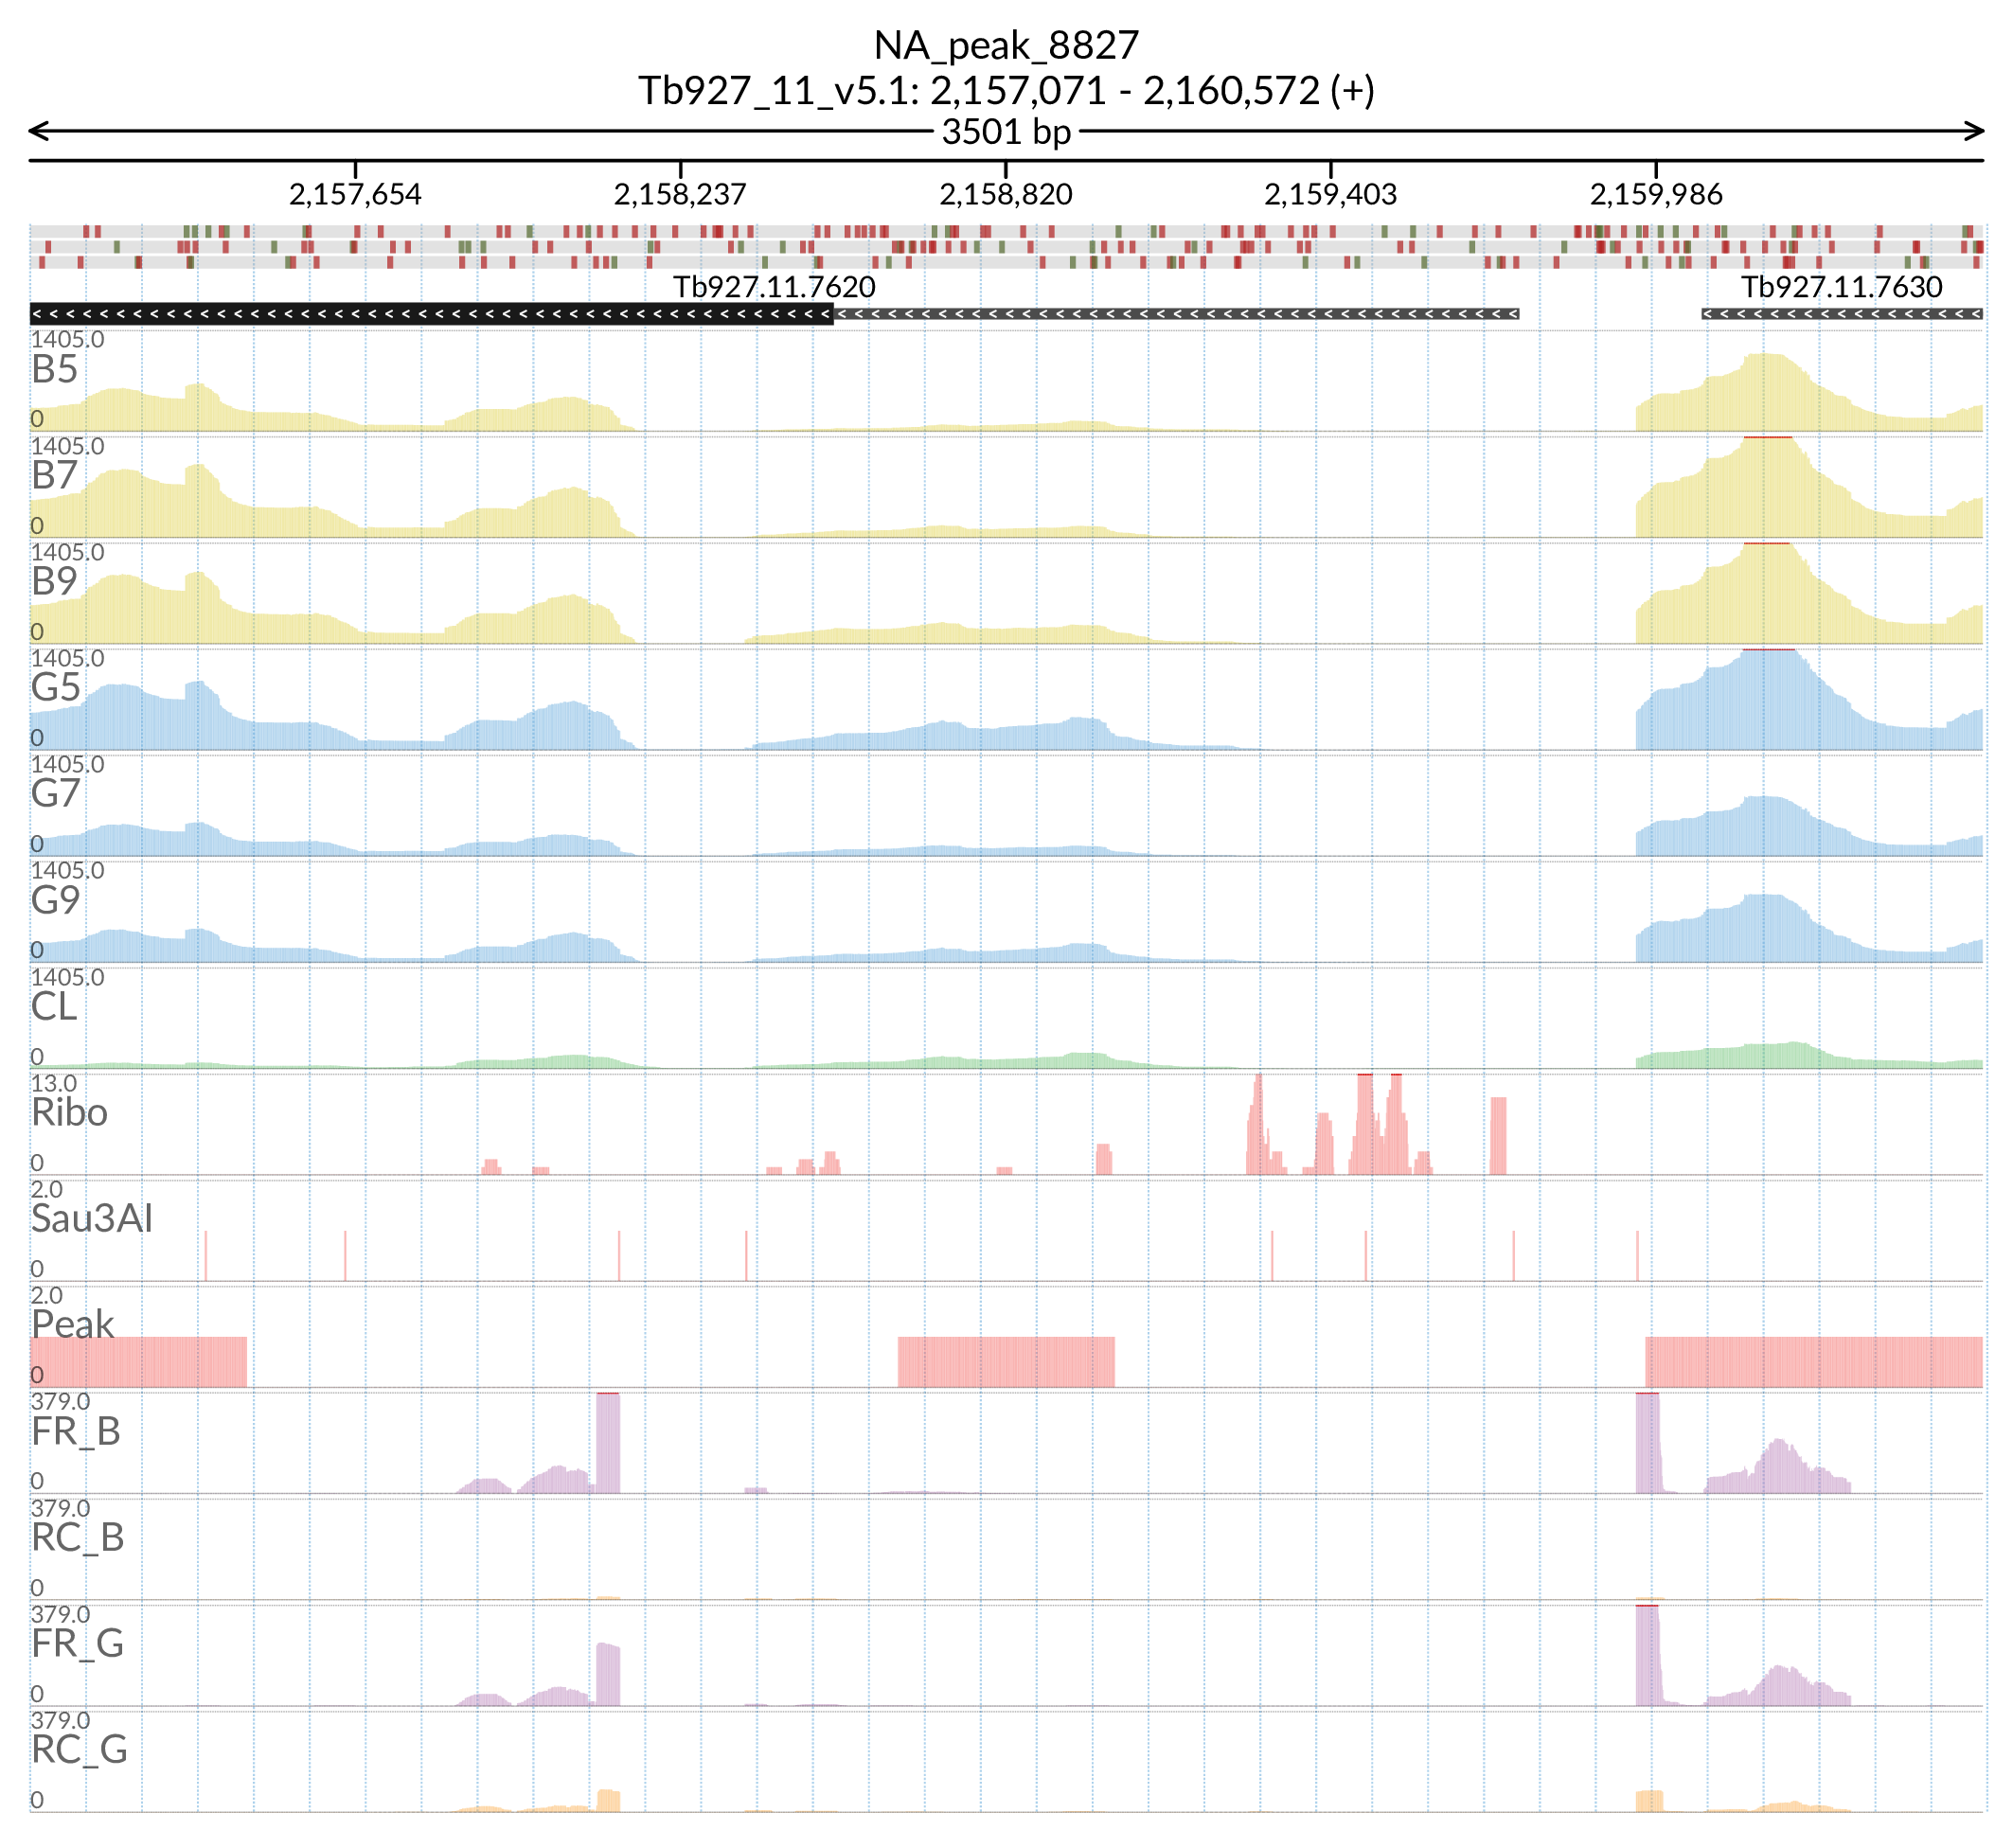 NA_peak_8827
Tb927_11_v5.1: 2,157,071 - 2,160,572 (+)
3501 bp
2,157,654 2,158,237 2,158,820 2,159,403 2,159,986
Tb927.11.7620 Tb927.11.7630
1405.0
B5
0
1405.0
B7
0
1405.0
B9
0
1405.0
G5
0
1405.0
G7
0
1405.0
G9
0
1405.0
CL
0
13.0
Ribo
0
2.0
Sau3AI
0
2.0
Peak
0
379.0
FR_B
0
379.0
RC_B
0
379.0
FR_G
0
379.0
RC_G
0